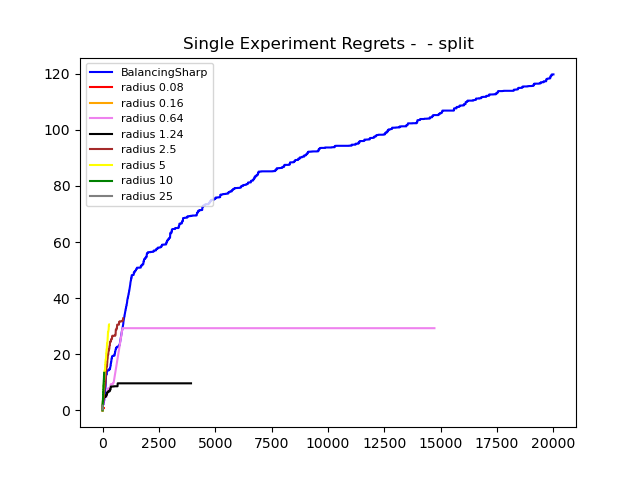 Single Experiment Regrets -  - split
BalancingSharp
radius 0.08
radius 0.16
radius 0.64
radius 1.24
radius 2.5
radius 5
radius 10
radius 25
120
100
80
60
40
20
0
0 2500 5000 7500 10000 12500 15000 17500 20000